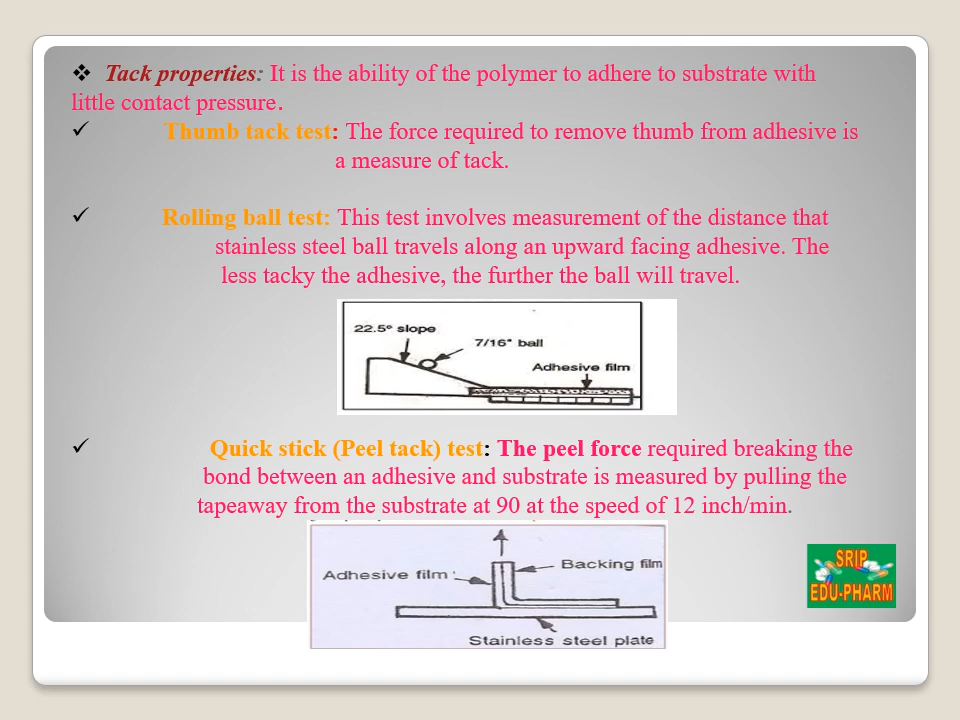 ❖ Tack properties: It is the ability of the polymer to adhere to substrate with
little contact pressure.
✓ Thumb tack test: The force required to remove thumb from adhesive is
a measure of tack.
✓ Rolling ball test: This test involves measurement of the distance that
stainless steel ball travels along an upward facing adhesive. The
less tacky the adhesive, the further the ball will travel.
22.5° slope
7/16" ball
Adhesive film
✓ Quick stick (Peel tack) test: The peel force required breaking the
bond between an adhesive and substrate is measured by pulling the
tapeaway from the substrate at 90 at the speed of 12 inch/min.
Backing film
Adhesive film
Stainless steel plate
SRIP
EDU-PHARM